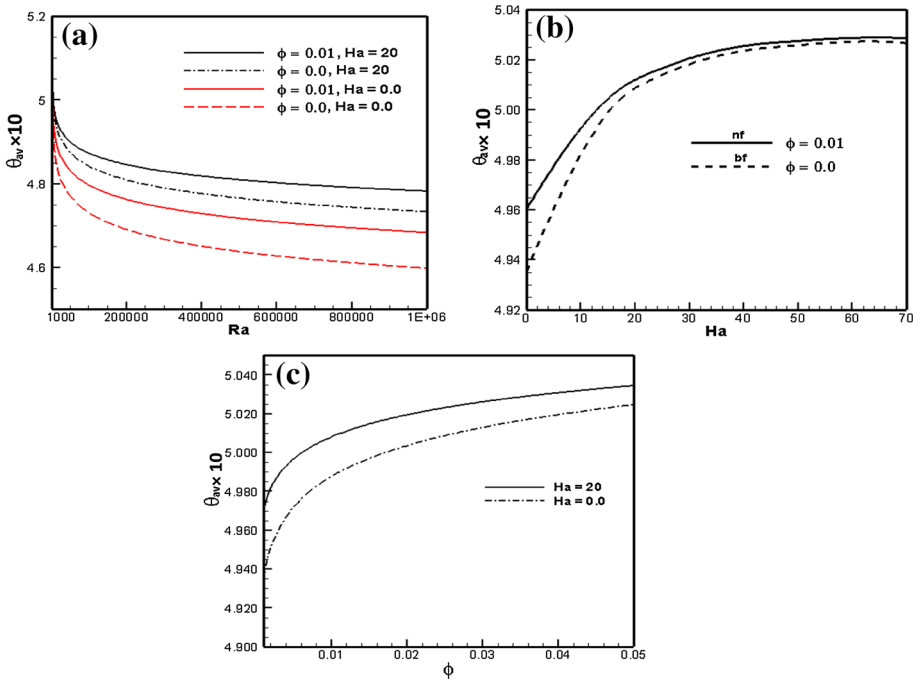 (a)
5.2
5
4.8
4.6
θav×10
ϕ = 0.01, Ha = 20
ϕ = 0.0, Ha = 20
ϕ = 0.01, Ha = 0.0
ϕ = 0.0, Ha = 0.0
1000 200000 400000 600000 800000 1E+06
Ra
(b)
5.02
5.00
4.98
4.96
4.94
4.92
θav× 10
nf ϕ = 0.01
bf ϕ = 0.0
0 10 20 30 40 50 60 70
Ha
(c)
5.040
5.020
5.000
4.980
4.960
4.940
4.900
θav× 10
Ha = 20
Ha = 0.0
0.01 0.02 0.03 0.04 0.05
ϕ